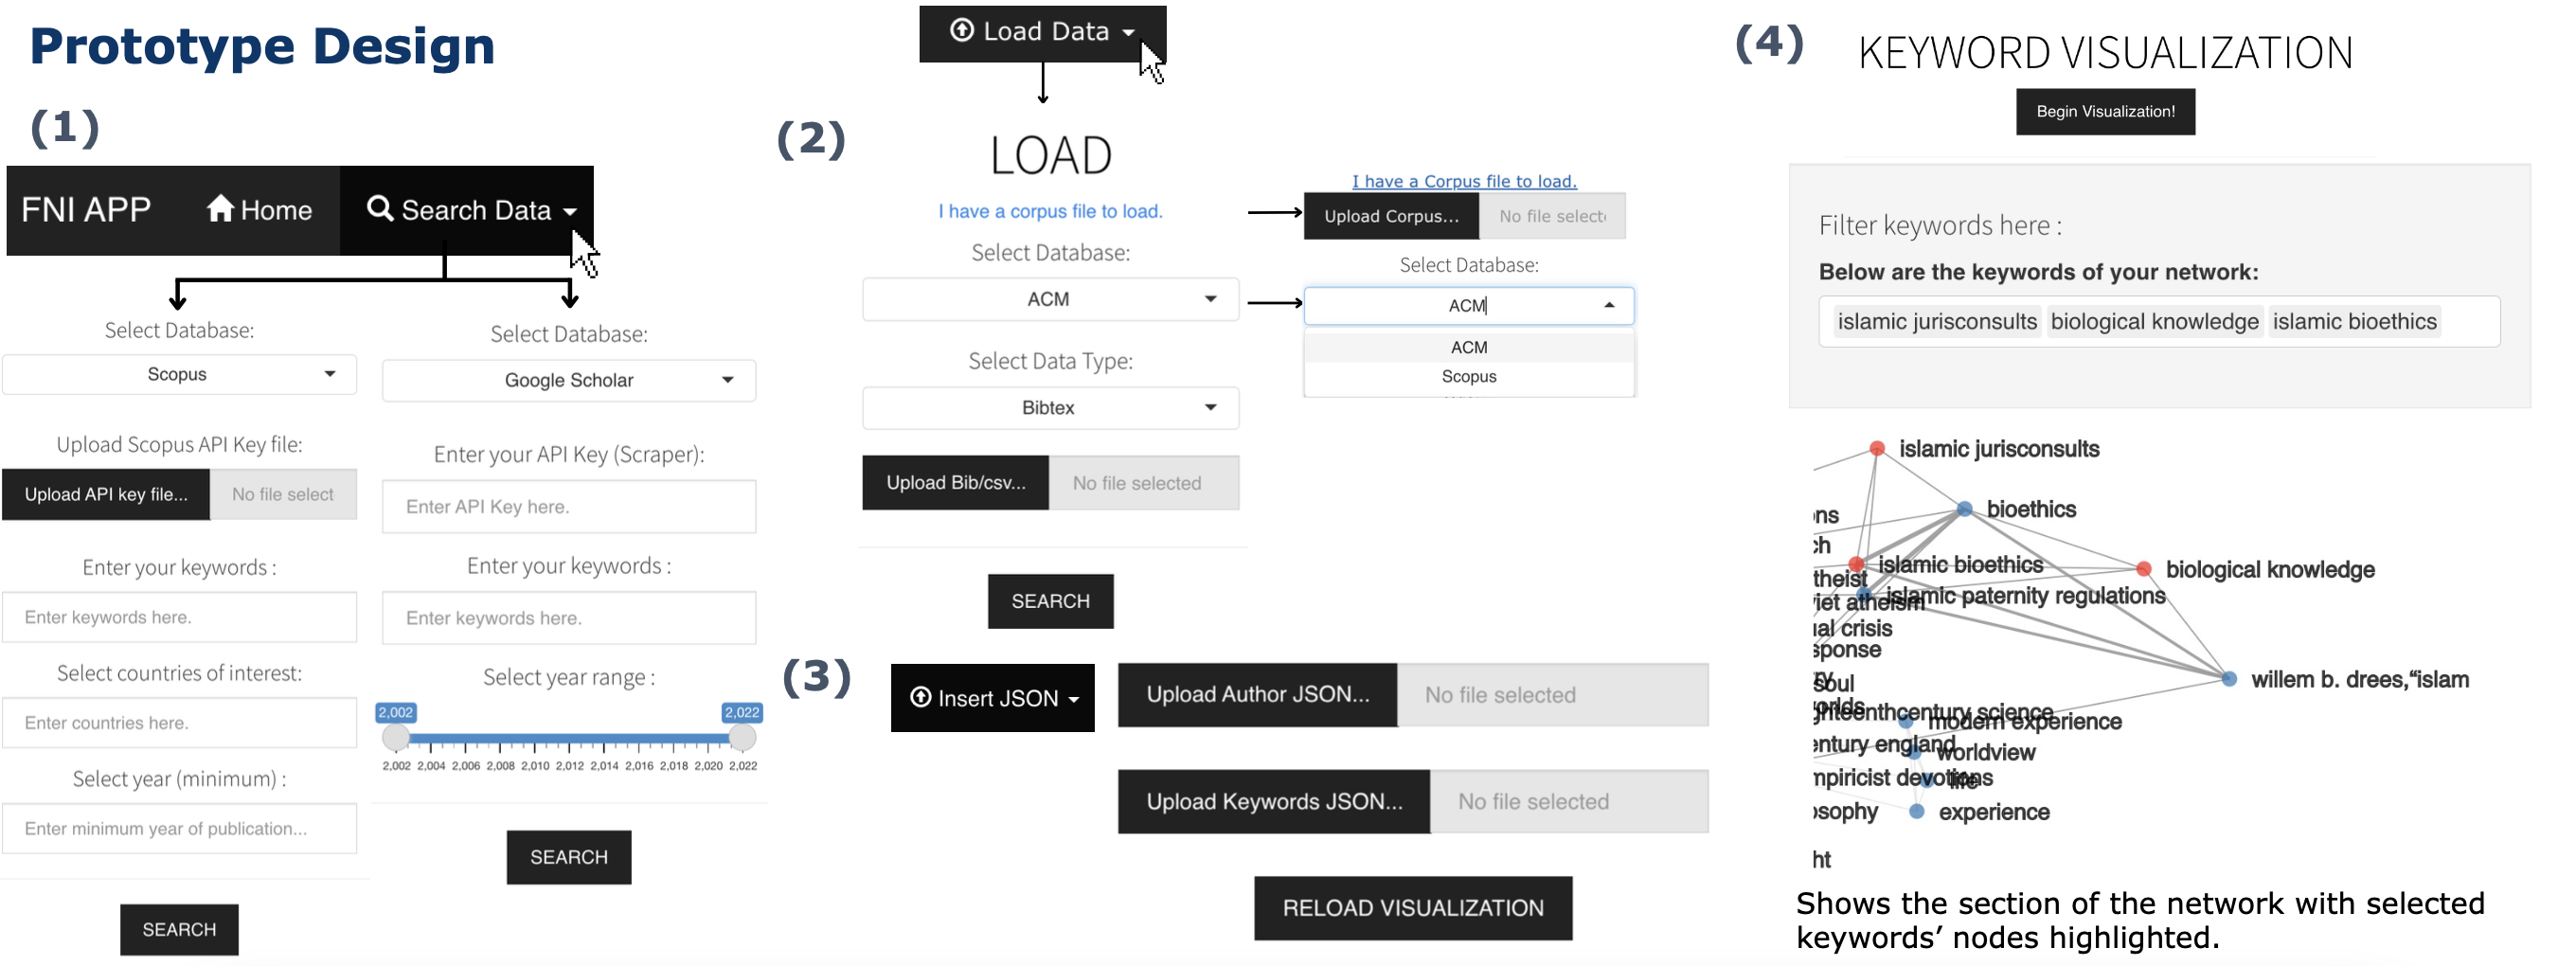 Prototype Design
(1)
FNI APP Home Search Data
Select Database:
Scopus
Upload Scopus API Key file:
Upload API key file... No file select
Enter your keywords :
Enter keywords here.
Select countries of interest:
Enter countries here.
Select year (minimum) :
Enter minimum year of publication...
SEARCH
Select Database:
Google Scholar
Enter your API Key (Scraper):
Enter API Key here.
Enter your keywords :
Enter keywords here.
Select year range :
2,002 2,022
2,002 2,004 2,006 2,008 2,010 2,012 2,014 2,016 2,018 2,020 2,022
SEARCH
Load Data
(2)
LOAD
I have a corpus file to load.
Select Database:
ACM
Select Data Type:
Bibtex
Upload Bib/csv... No file selected
SEARCH
I have a Corpus file to load.
Upload Corpus... No file select
Select Database:
ACM
ACM
Scopus
(3)
Insert JSON
Upload Author JSON... No file selected
Upload Keywords JSON... No file selected
RELOAD VISUALIZATION
(4)
KEYWORD VISUALIZATION
Begin Visualization!
Filter keywords here :
Below are the keywords of your network:
islamic jurisconsults biological knowledge islamic bioethics
islamic jurisconsults
bioethics
ns
ch
islamic bioethics
biological knowledge
theist
islamic paternity regulations
iet atheism
al crisis
sponse
soul
orlds
willem b. drees,“islam
hteenthcentury science
modern experience
entury england
worldview
mpiricist devotions
life
osophy
experience
ht
Shows the section of the network with selected
keywords’ nodes highlighted.